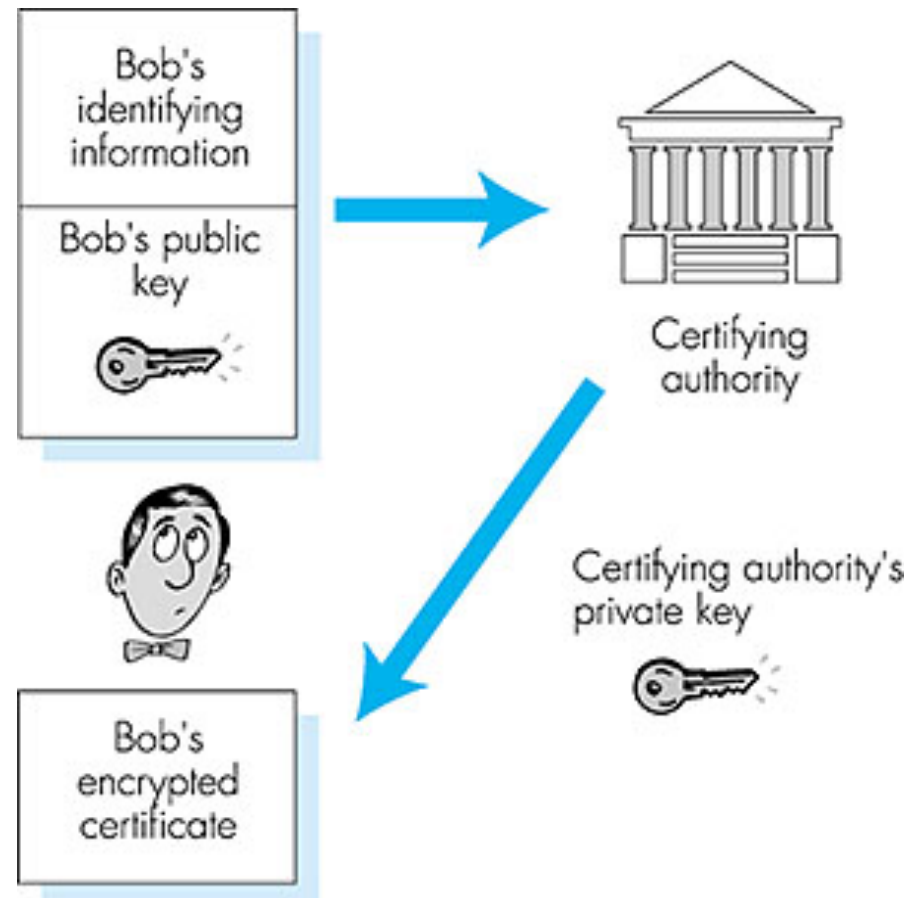 Bob's
identifying
information
Bob's public
key
Certifying
authority
Certifying authority's
private key
Bob's
encrypted
certificate